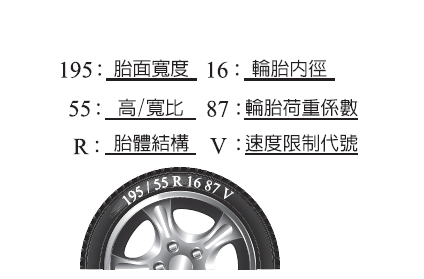 195：胎面寬度 16：輪胎內徑
55：高/寬比 87：輪胎荷重係數
R：胎體結構 V：速度限制代號
195 / 55 R 16 87 V